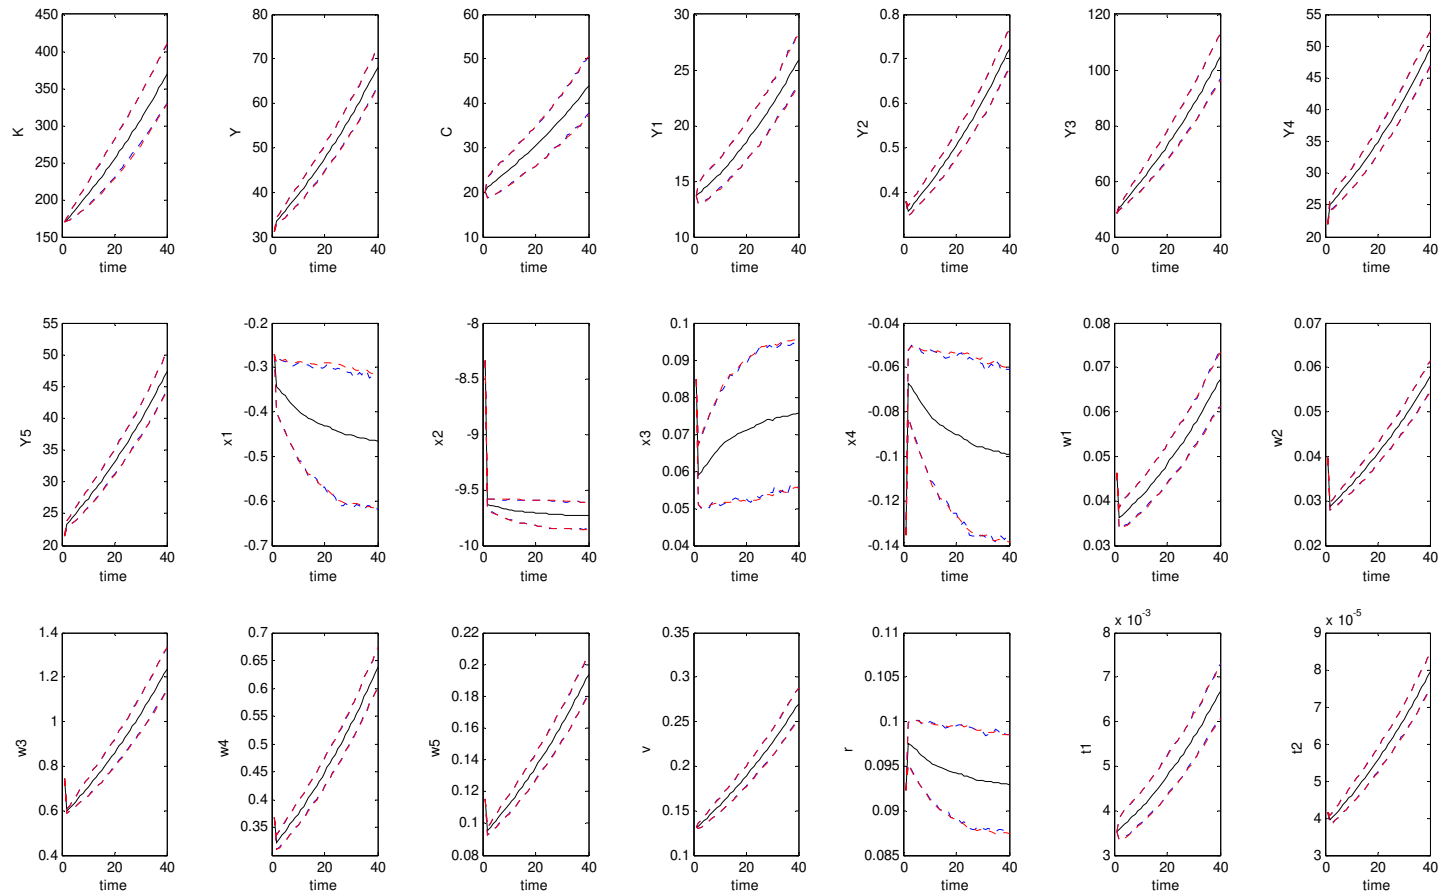 K
450
400
350
300
250
200
150
0 20 40
time
Y
80
70
60
50
40
30
0 20 40
time
C
60
50
40
30
20
10
0 20 40
time
Y1
30
25
20
15
10
0 20 40
time
Y2
0.8
0.7
0.6
0.5
0.4
0 20 40
time
Y3
120
100
80
60
40
0 20 40
time
Y4
55
50
45
40
35
30
25
20
0 20 40
time
Y5
55
50
45
40
35
30
25
20
0 20 40
time
x1
-0.2
-0.3
-0.4
-0.5
-0.6
-0.7
0 20 40
time
x2
-8
-8.5
-9
-9.5
-10
0 20 40
time
x3
0.1
0.09
0.08
0.07
0.06
0.05
0.04
0 20 40
time
x4
-0.04
-0.06
-0.08
-0.1
-0.12
-0.14
0 20 40
time
w1
0.08
0.07
0.06
0.05
0.04
0.03
0 20 40
time
w2
0.07
0.06
0.05
0.04
0.03
0.02
0 20 40
time
w3
1.4
1.2
1
0.8
0.6
0.4
0 20 40
time
w4
0.7
0.65
0.6
0.55
0.5
0.45
0.4
0.35
0 20 40
time
w5
0.22
0.2
0.18
0.16
0.14
0.12
0.1
0.08
0 20 40
time
v
0.35
0.3
0.25
0.2
0.15
0.1
0 20 40
time
r
0.11
0.105
0.1
0.095
0.09
0.085
0 20 40
time
x 10⁻³
t1
8
7
6
5
4
3
0 20 40
time
x 10⁻⁵
t2
9
8
7
6
5
4
3
0 20 40
time